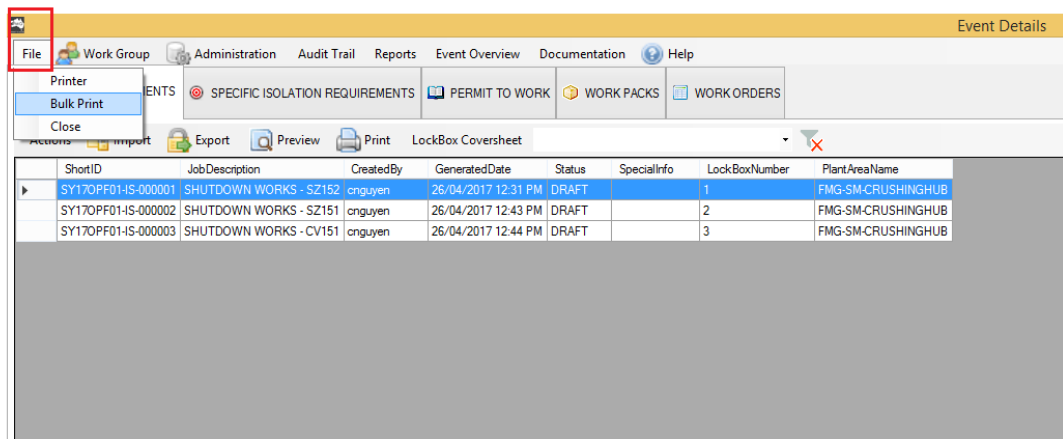 Event Details
File Work Group Administration Audit Trail Reports Event Overview Documentation Help
Printer
Bulk Print
Close
ENTS SPECIFIC ISOLATION REQUIREMENTS PERMIT TO WORK WORK PACKS WORK ORDERS
Actions Import Export Preview Print LockBox Coversheet
ShortID JobDescription CreatedBy GeneratedDate Status SpecialInfo LockBoxNumber PlantAreaName
SY17OPF01-IS-000001 SHUTDOWN WORKS - SZ152 cnguyen 26/04/2017 12:31 PM DRAFT 1 FMG-SM-CRUSHINGHUB
SY17OPF01-IS-000002 SHUTDOWN WORKS - SZ151 cnguyen 26/04/2017 12:43 PM DRAFT 2 FMG-SM-CRUSHINGHUB
SY17OPF01-IS-000003 SHUTDOWN WORKS - CV151 cnguyen 26/04/2017 12:44 PM DRAFT 3 FMG-SM-CRUSHINGHUB